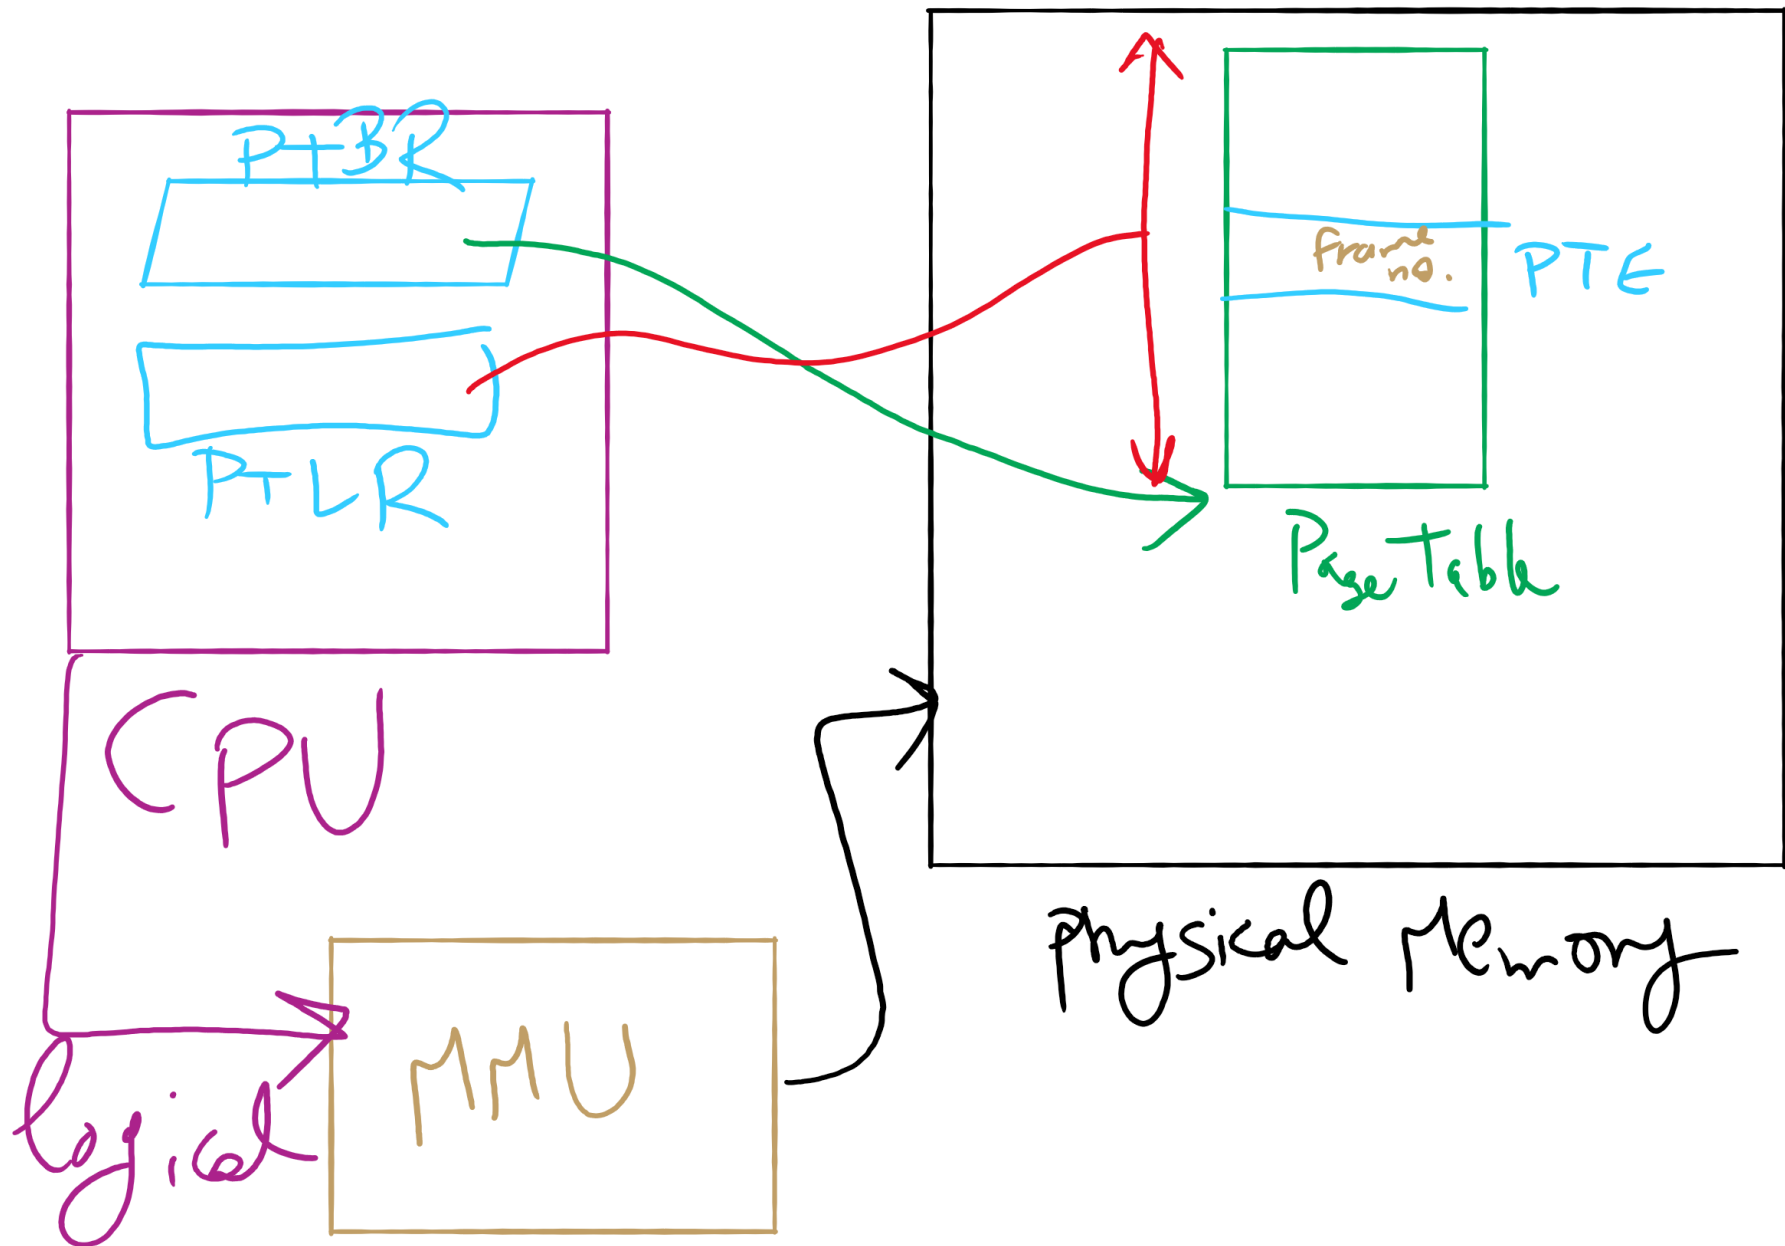 PTBR
PTLR
CPU
logical
MMU
frame
no.
PTE
Page Table
Physical Memory